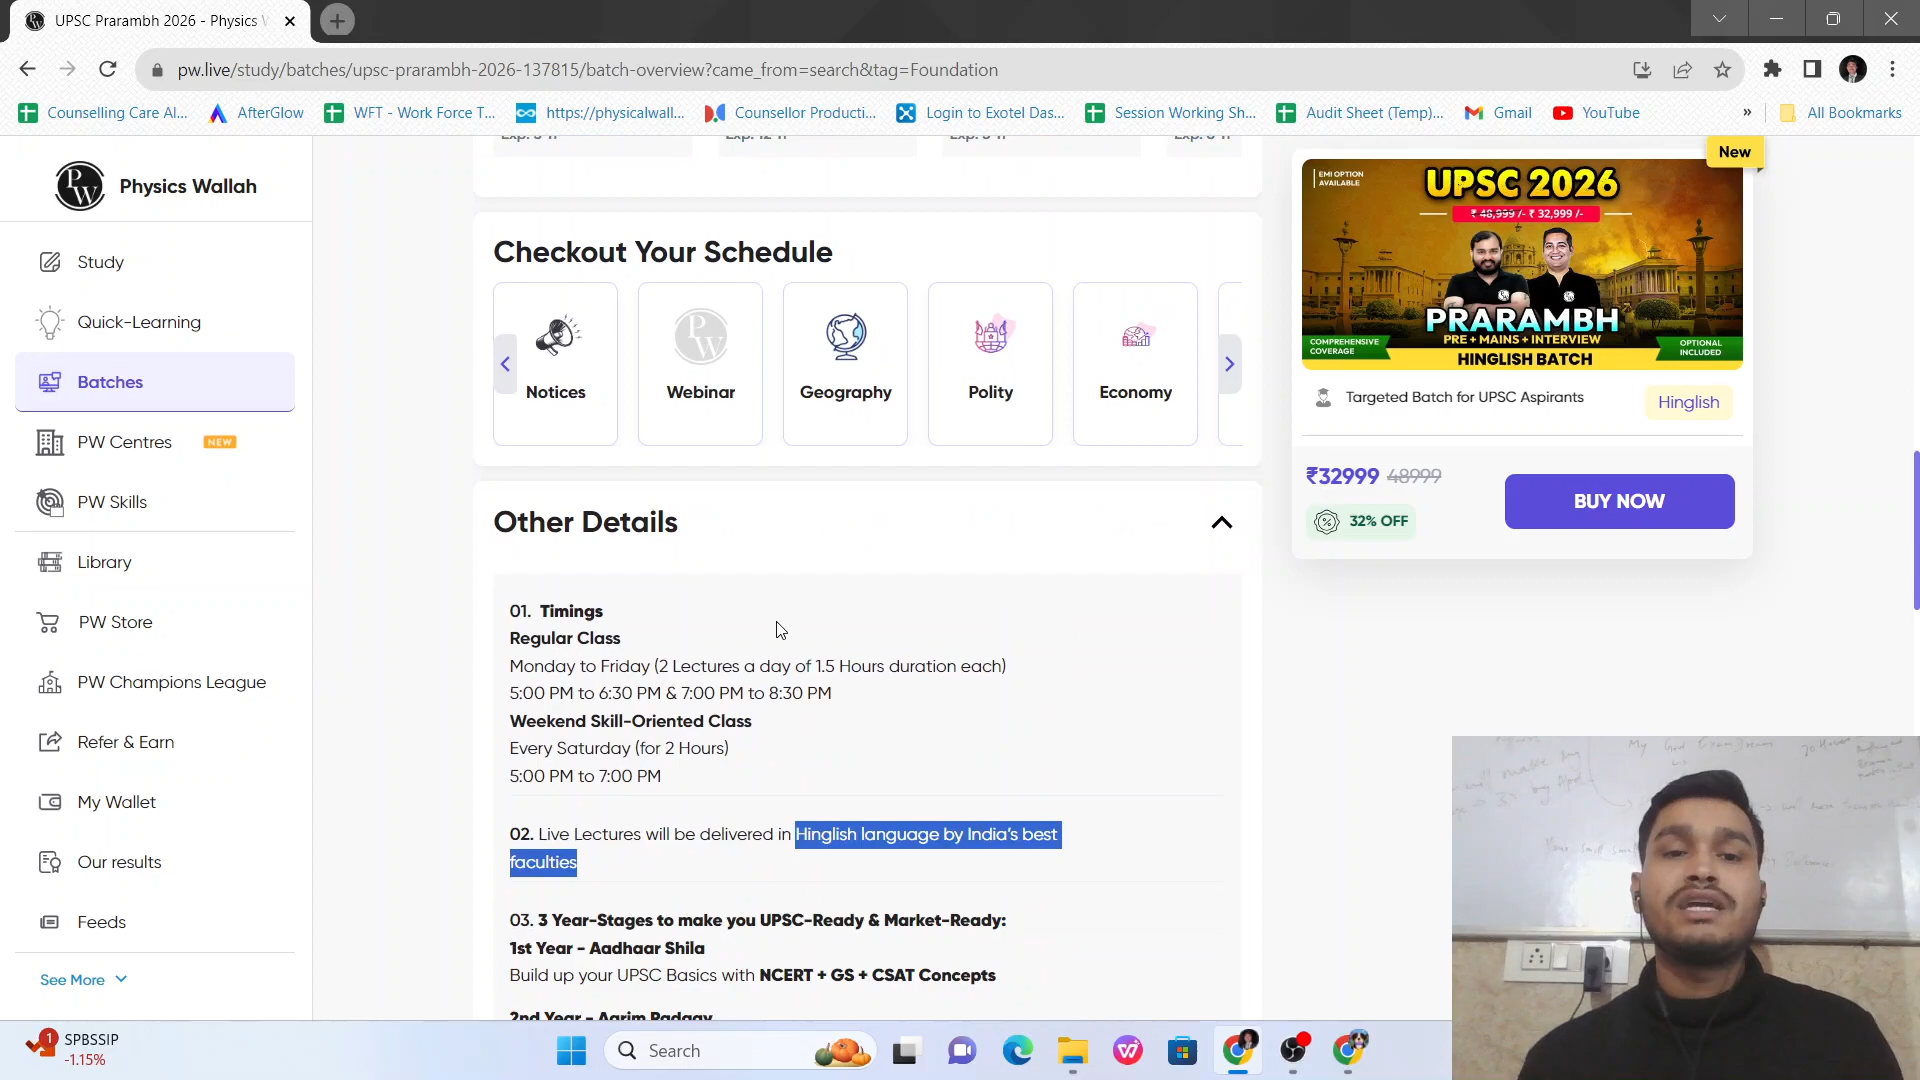 UPSC Prarambh 2026 - Physics W
pw.live/study/batches/upsc-prarambh-2026-137815/batch-overview?came_from=search&tag=Foundation
Counselling Care Al...
AfterGlow
WFT - Work Force T...
https://physicalwall...
Counsellor Producti...
Login to Exotel Das...
Session Working Sh...
Audit Sheet (Temp)...
Gmail
YouTube
»
All Bookmarks
PW
Physics Wallah
Study
Quick-Learning
Batches
PW Centres NEW
PW Skills
Library
PW Store
PW Champions League
Refer & Earn
My Wallet
Our results
Feeds
See More
Checkout Your Schedule
Notices
PW
Webinar
Geography
Polity
Economy
Other Details
01. Timings
Regular Class
Monday to Friday (2 Lectures a day of 1.5 Hours duration each)
5:00 PM to 6:30 PM & 7:00 PM to 8:30 PM
Weekend Skill-Oriented Class
Every Saturday (for 2 Hours)
5:00 PM to 7:00 PM
02. Live Lectures will be delivered in Hinglish language by India's best
faculties
03. 3 Year-Stages to make you UPSC-Ready & Market-Ready:
1st Year - Aadhaar Shila
Build up your UPSC Basics with NCERT + GS + CSAT Concepts
New
EMI OPTION
AVAILABLE
UPSC 2026
₹ 48,999 /- ₹ 32,999 /-
PRARAMBH
PRE + MAINS + INTERVIEW
HINGLISH BATCH
COMPREHENSIVE
COVERAGE
OPTIONAL
INCLUDED
Targeted Batch for UPSC Aspirants
Hinglish
₹32999 48999
32% OFF
BUY NOW
1
SPBSSIP
-1.15%
Search